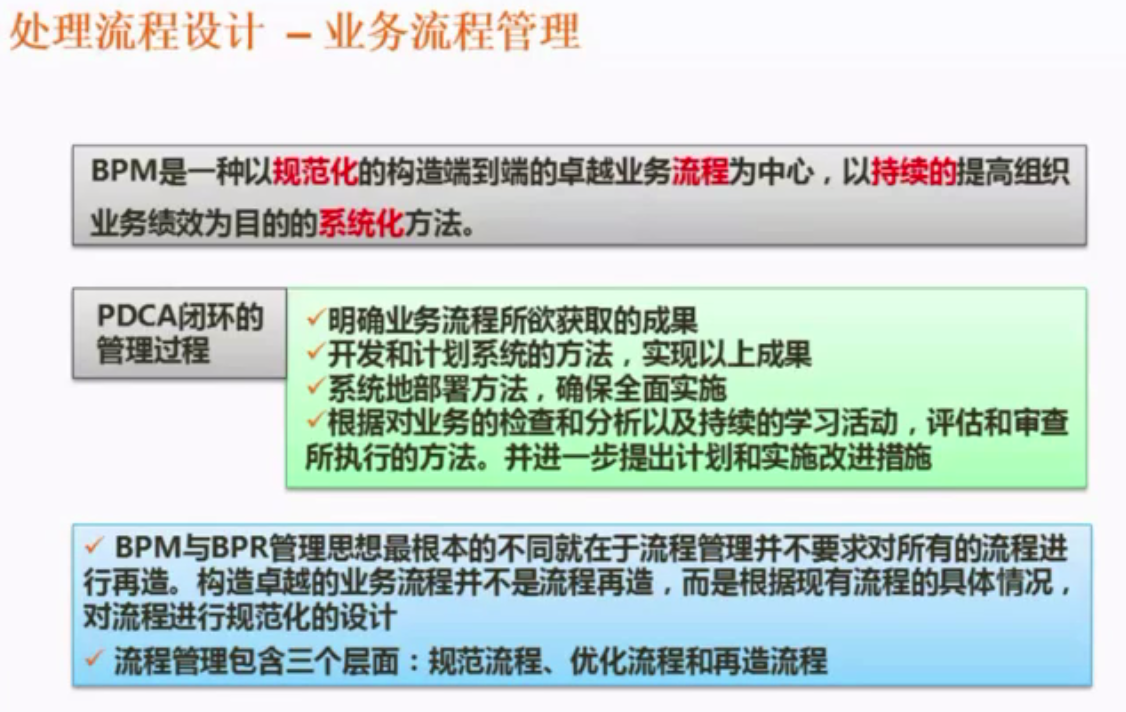 处理流程设计 – 业务流程管理
BPM是一种以规范化的构造端到端的卓越业务流程为中心，以持续的提高组织
业务绩效为目的的系统化方法。
PDCA闭环的
管理过程
✓明确业务流程所欲获取的成果
✓开发和计划系统的方法，实现以上成果
✓系统地部署方法，确保全面实施
✓根据对业务的检查和分析以及持续的学习活动，评估和审查
所执行的方法。并进一步提出计划和实施改进措施
✓ BPM与BPR管理思想最根本的不同就在于流程管理并不要求对所有的流程进
行再造。构造卓越的业务流程并不是流程再造，而是根据现有流程的具体情况，
对流程进行规范化的设计
✓ 流程管理包含三个层面：规范流程、优化流程和再造流程